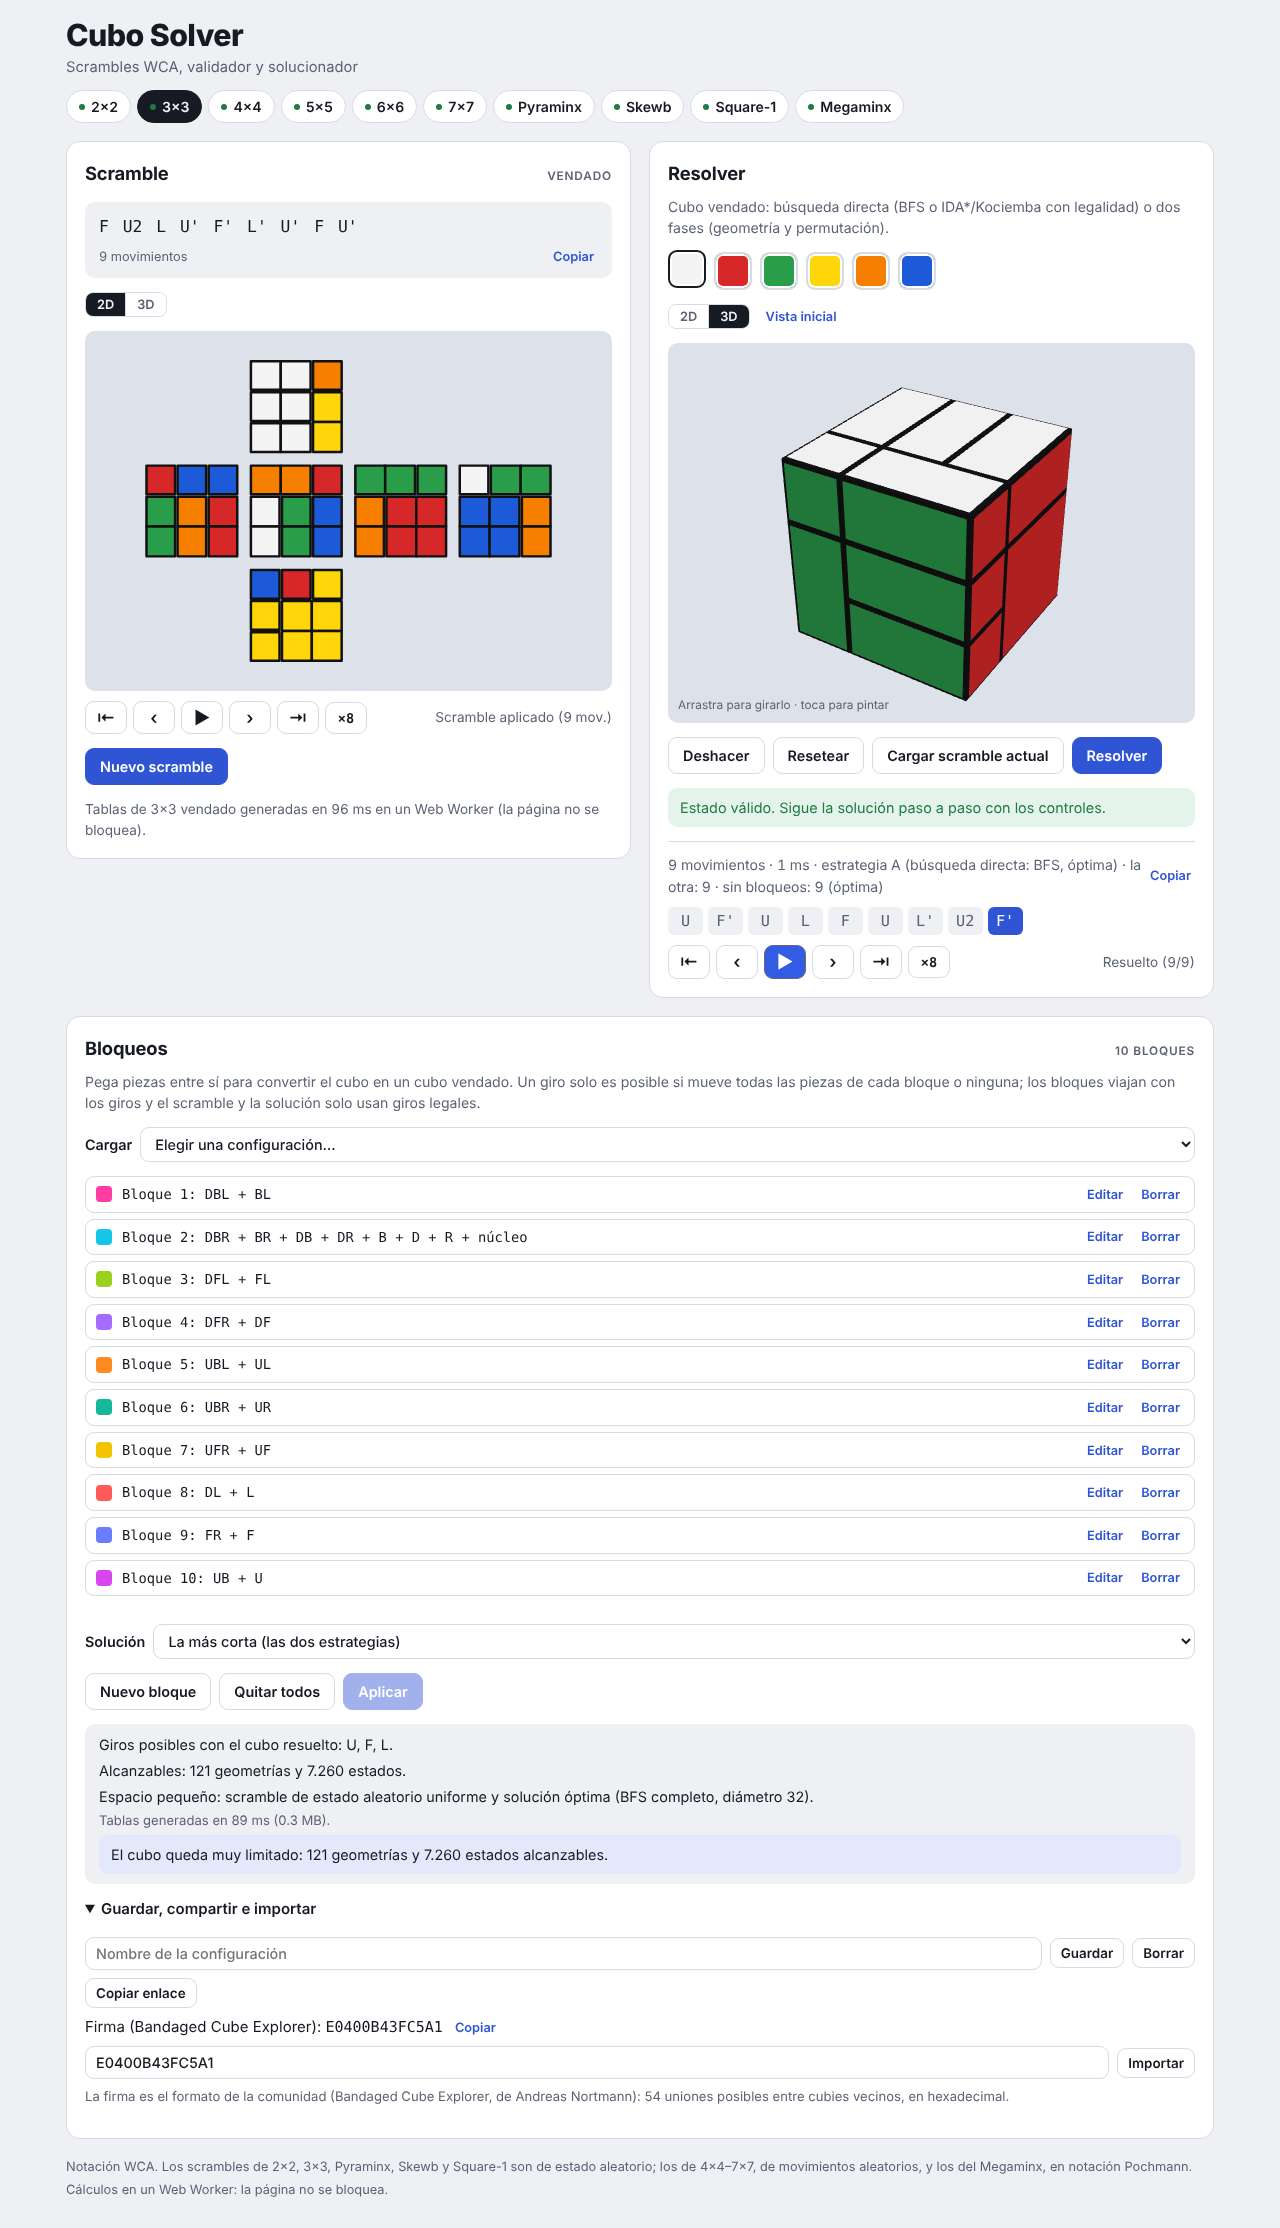 Cubo Solver
Scrambles WCA, validador y solucionador
2×2 3×3 4×4 5×5 6×6 7×7 Pyraminx Skewb Square-1 Megaminx
Scramble VENDADO
F U2 L U' F' L' U' F U'
9 movimientos Copiar
2D 3D
×8 Scramble aplicado (9 mov.)
Nuevo scramble
Tablas de 3×3 vendado generadas en 96 ms en un Web Worker (la página no se
bloquea).
Resolver
Cubo vendado: búsqueda directa (BFS o IDA*/Kociemba con legalidad) o dos
fases (geometría y permutación).
2D 3D Vista inicial
Arrastra para girarlo · toca para pintar
Deshacer Resetear Cargar scramble actual Resolver
Estado válido. Sigue la solución paso a paso con los controles.
9 movimientos · 1 ms · estrategia A (búsqueda directa: BFS, óptima) · la
otra: 9 · sin bloqueos: 9 (óptima) Copiar
U F' U L F U L' U2 F'
×8 Resuelto (9/9)
Bloqueos 10 BLOQUES
Pega piezas entre sí para convertir el cubo en un cubo vendado. Un giro solo es posible si mueve todas las piezas de cada bloque o ninguna; los bloques viajan con
los giros y el scramble y la solución solo usan giros legales.
Cargar Elegir una configuración...
Bloque 1: DBL + BL Editar Borrar
Bloque 2: DBR + BR + DB + DR + B + D + R + núcleo Editar Borrar
Bloque 3: DFL + FL Editar Borrar
Bloque 4: DFR + DF Editar Borrar
Bloque 5: UBL + UL Editar Borrar
Bloque 6: UBR + UR Editar Borrar
Bloque 7: UFR + UF Editar Borrar
Bloque 8: DL + L Editar Borrar
Bloque 9: FR + F Editar Borrar
Bloque 10: UB + U Editar Borrar
Solución La más corta (las dos estrategias)
Nuevo bloque Quitar todos Aplicar
Giros posibles con el cubo resuelto: U, F, L.
Alcanzables: 121 geometrías y 7.260 estados.
Espacio pequeño: scramble de estado aleatorio uniforme y solución óptima (BFS completo, diámetro 32).
Tablas generadas en 89 ms (0.3 MB).
El cubo queda muy limitado: 121 geometrías y 7.260 estados alcanzables.
Guardar, compartir e importar
Nombre de la configuración Guardar Borrar
Copiar enlace
Firma (Bandaged Cube Explorer): E0400B43FC5A1 Copiar
E0400B43FC5A1 Importar
La firma es el formato de la comunidad (Bandaged Cube Explorer, de Andreas Nortmann): 54 uniones posibles entre cubies vecinos, en hexadecimal.
Notación WCA. Los scrambles de 2×2, 3×3, Pyraminx, Skewb y Square-1 son de estado aleatorio; los de 4×4–7×7, de movimientos aleatorios, y los del Megaminx, en notación Pochmann.
Cálculos en un Web Worker: la página no se bloquea.